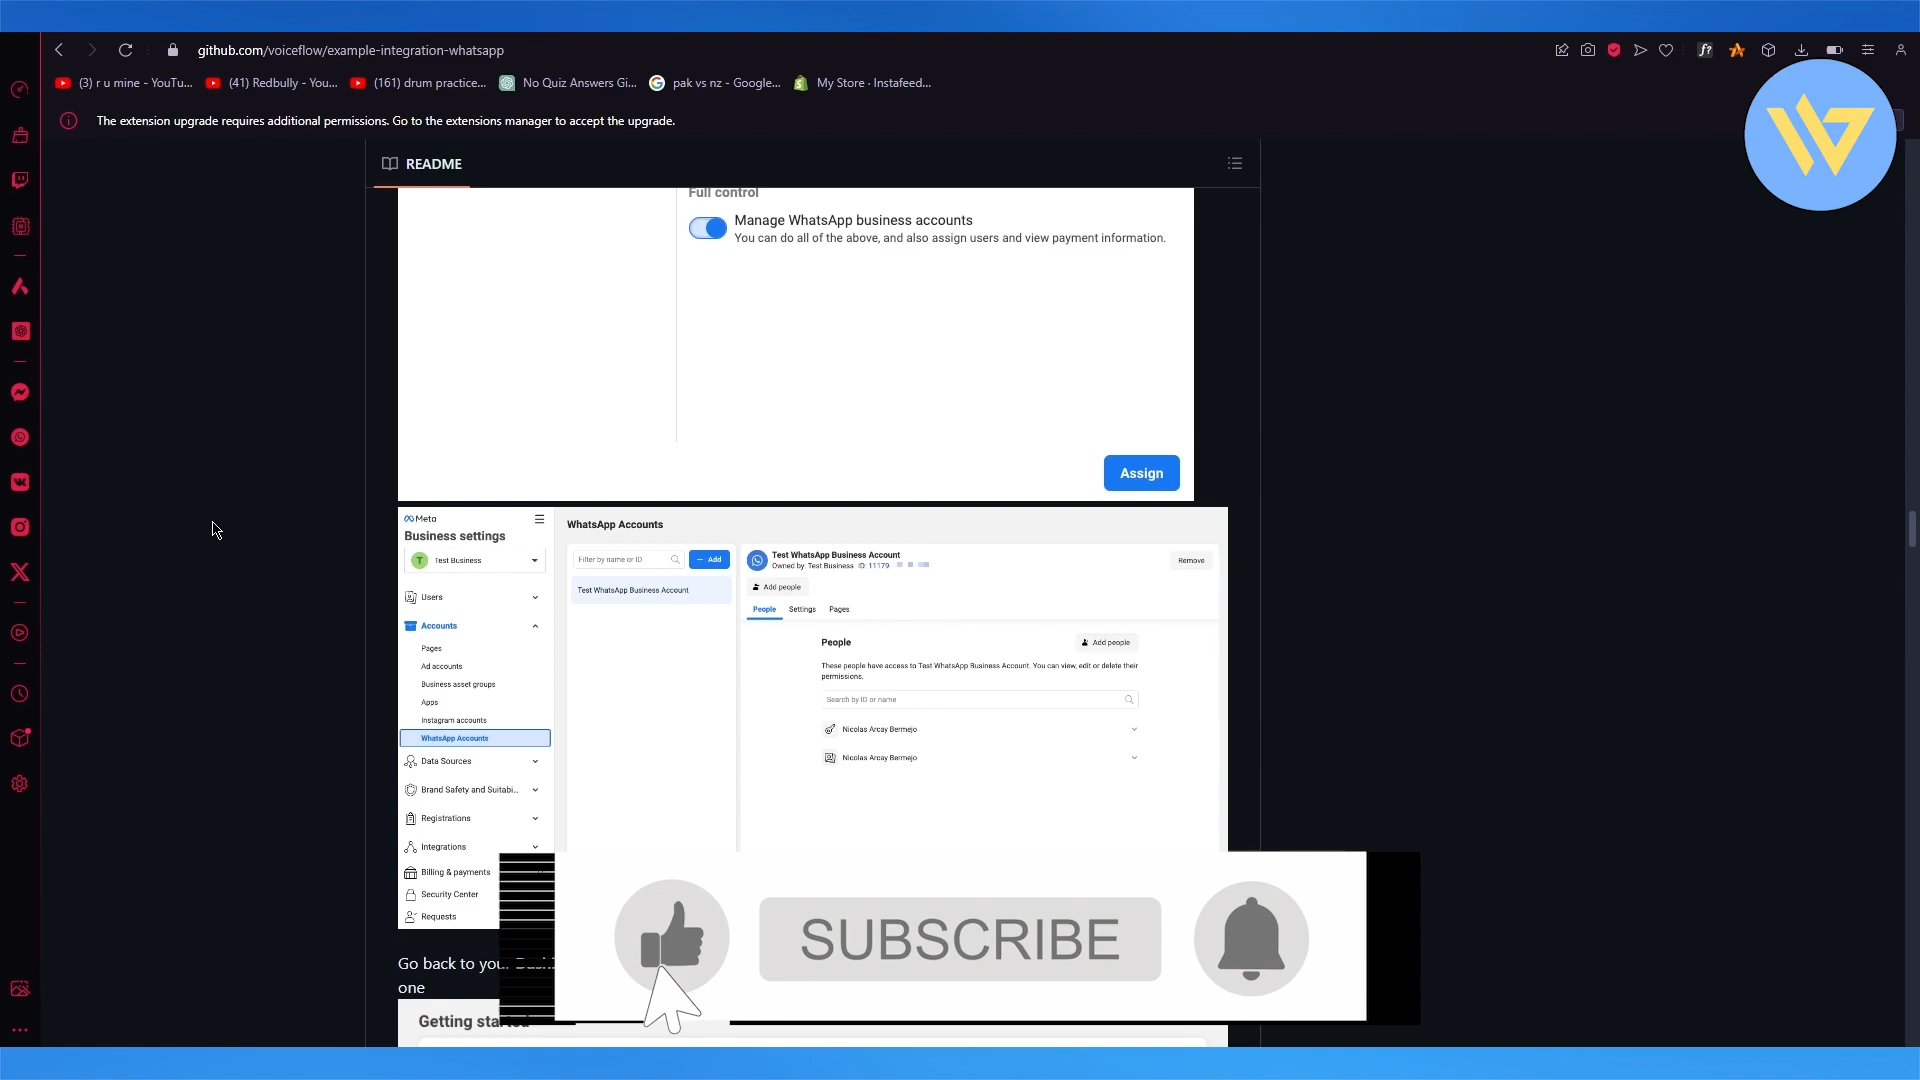 github.com/voiceflow/example-integration-whatsapp
(3) r u mine - YouTu...
(41) Redbully - You...
(161) drum practice...
No Quiz Answers Gi...
pak vs nz - Google...
My Store · Instafeed...
The extension upgrade requires additional permissions. Go to the extensions manager to accept the upgrade.
README
Full control
Manage WhatsApp business accounts
You can do all of the above, and also assign users and view payment information.
Assign
Meta
Business settings
T Test Business
Users
Accounts
Pages
Ad accounts
Business asset groups
Apps
Instagram accounts
WhatsApp Accounts
Data Sources
Brand Safety and Suitabi...
Registrations
Integrations
Billing & payments
Security Center
Requests
WhatsApp Accounts
Filter by name or ID
Add
Test WhatsApp Business Account
Test WhatsApp Business Account
Owned by: Test Business ID: 11179
Remove
Add people
People Settings Pages
People
Add people
These people have access to Test WhatsApp Business Account. You can view, edit or delete their
permissions.
Search by ID or name
Nicolas Arcay Bermejo
Nicolas Arcay Bermejo
SUBSCRIBE
Go back to your
one
Getting started